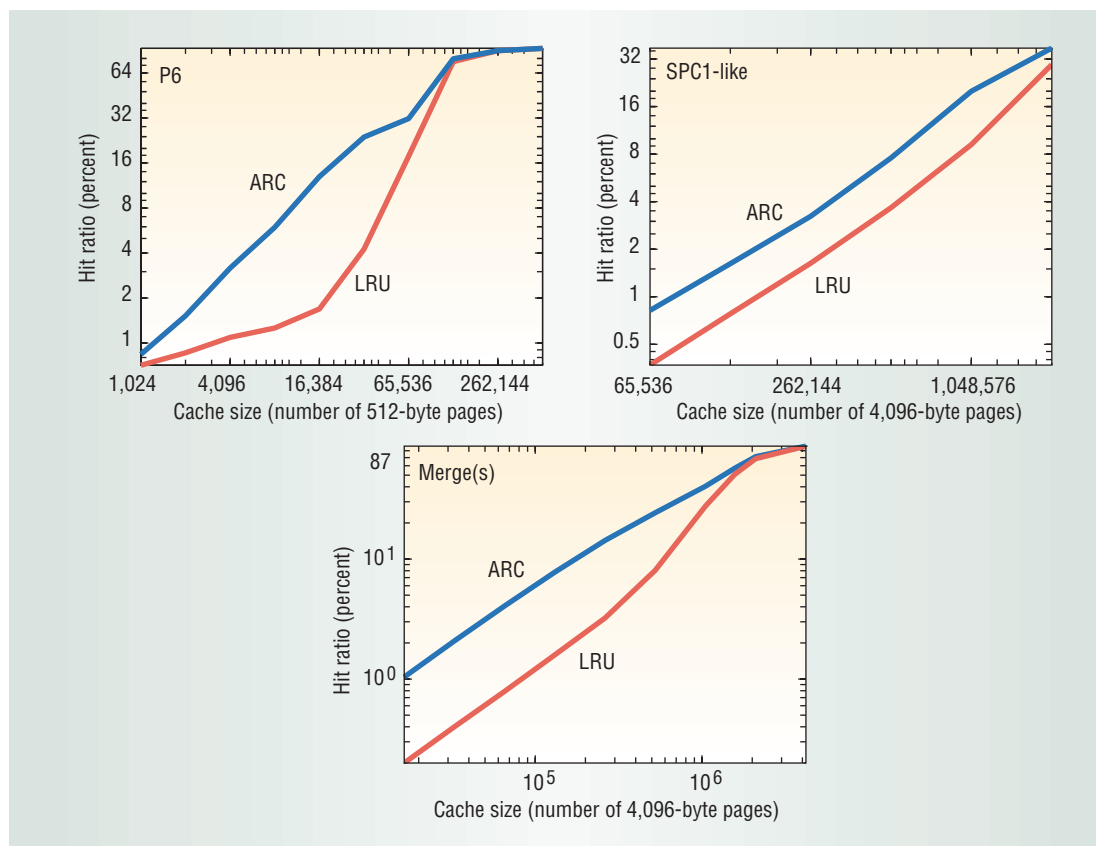 P6
Hit ratio (percent)
64
32
16
8
4
2
1
ARC
LRU
1,024 4,096 16,384 65,536 262,144
Cache size (number of 512-byte pages)
SPC1-like
Hit ratio (percent)
32
16
8
4
2
1
0.5
ARC
LRU
65,536 262,144 1,048,576
Cache size (number of 4,096-byte pages)
Merge(s)
Hit ratio (percent)
87
10¹
10⁰
ARC
LRU
10⁵ 10⁶
Cache size (number of 4,096-byte pages)